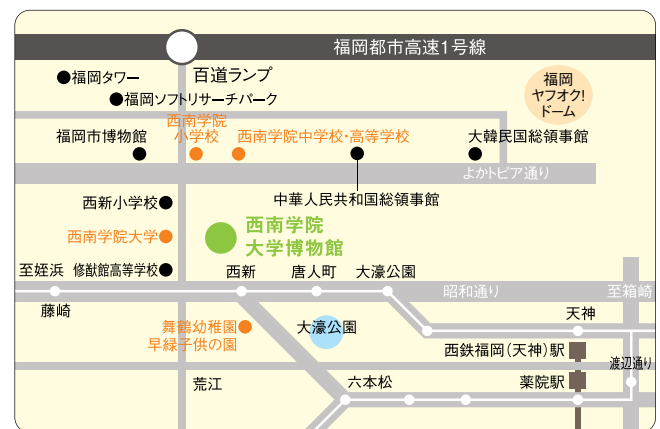 福岡都市高速1号線
百道ランプ
福岡タワー
福岡ソフトリサーチパーク
福岡
ヤフオク!
ドーム
西南学院
小学校
福岡市博物館
西南学院中学校・高等学校
大韓民国総領事館
よかトピア通り
中華人民共和国総領事館
西新小学校
西南学院
大学博物館
西南学院大学
至姪浜
修猷館高等学校
西新
唐人町
大濠公園
昭和通り
至箱崎
藤崎
天神
舞鶴幼稚園
早緑子供の園
大濠公園
西鉄福岡(天神)駅
渡辺通り
荒江
六本松
薬院駅